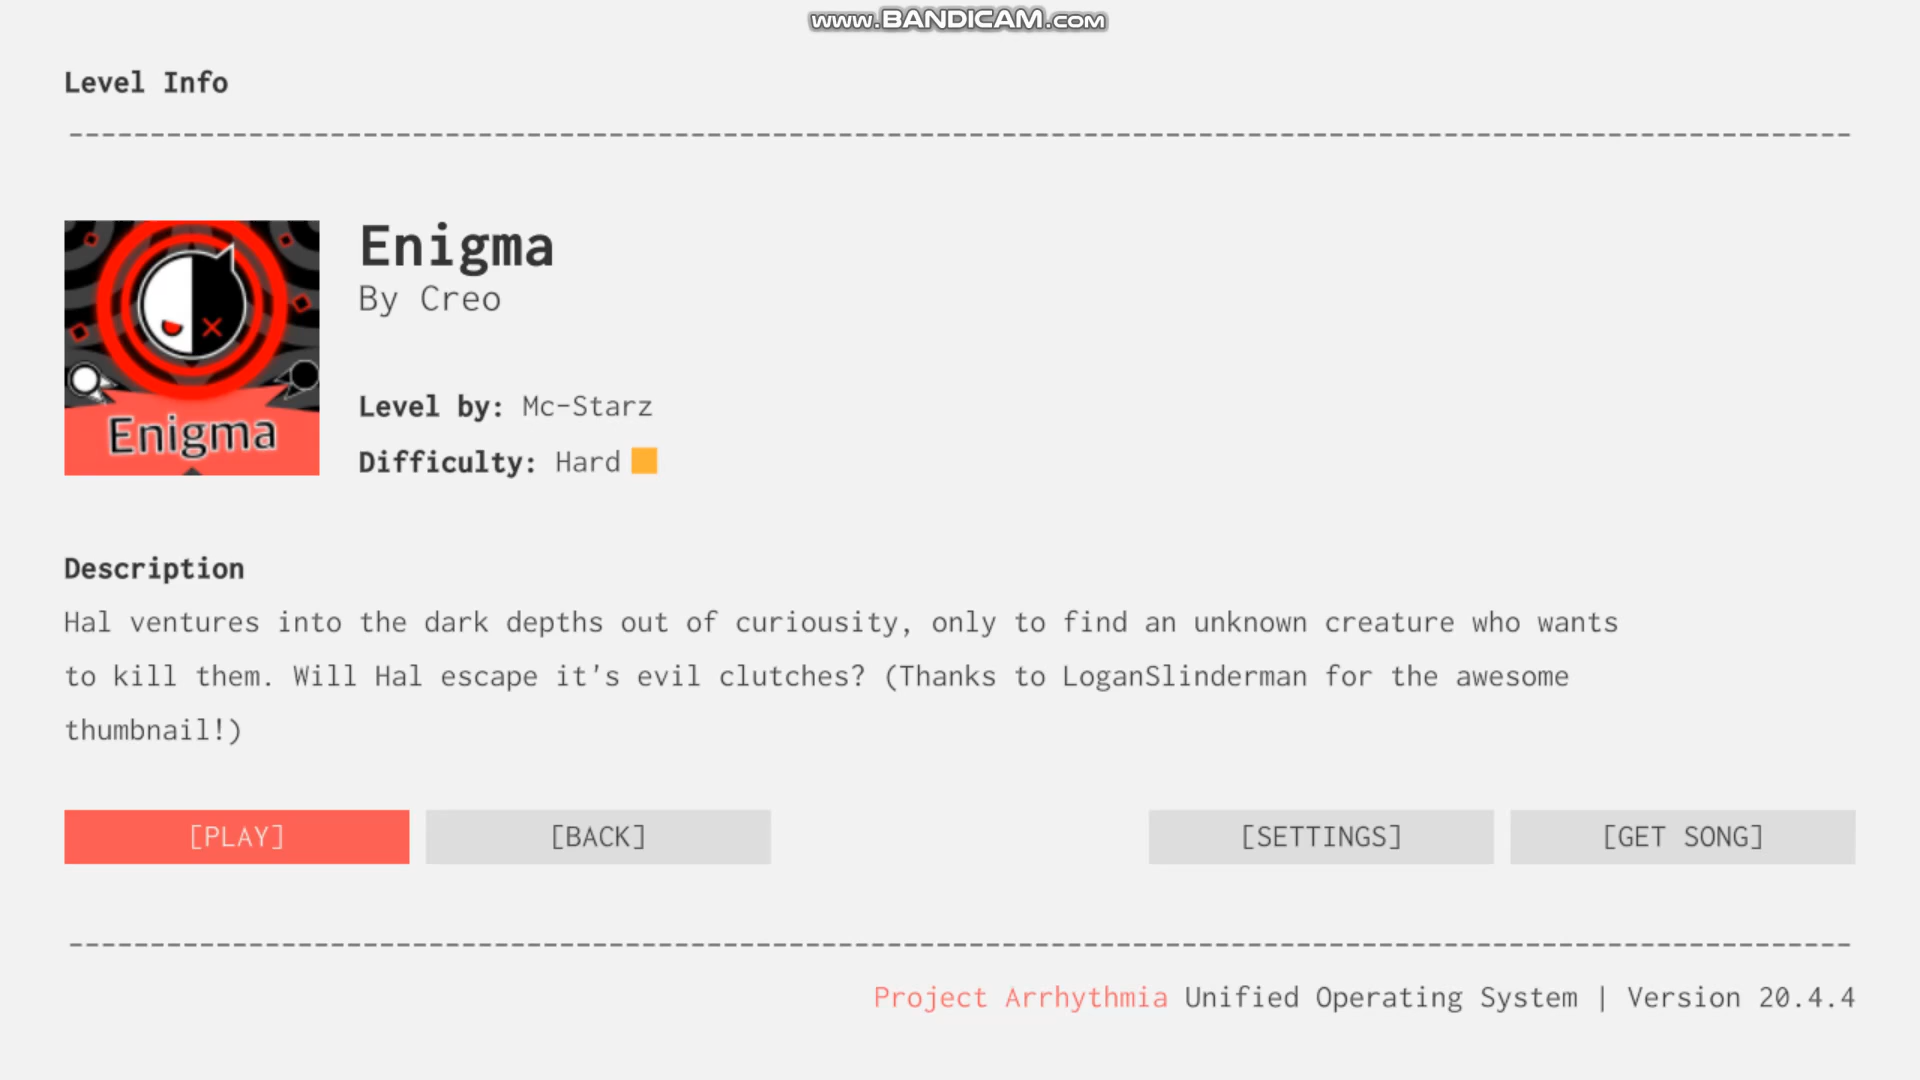 www.BANDICAM.com
Level Info
Enigma
By Creo
Enigma
Level by: Mc-Starz
Difficulty: Hard
Description
Hal ventures into the dark depths out of curiousity, only to find an unknown creature who wants
to kill them. Will Hal escape it's evil clutches? (Thanks to LoganSlinderman for the awesome
thumbnail!)
[PLAY] [BACK] [SETTINGS] [GET SONG]
Project Arrhythmia Unified Operating System | Version 20.4.4